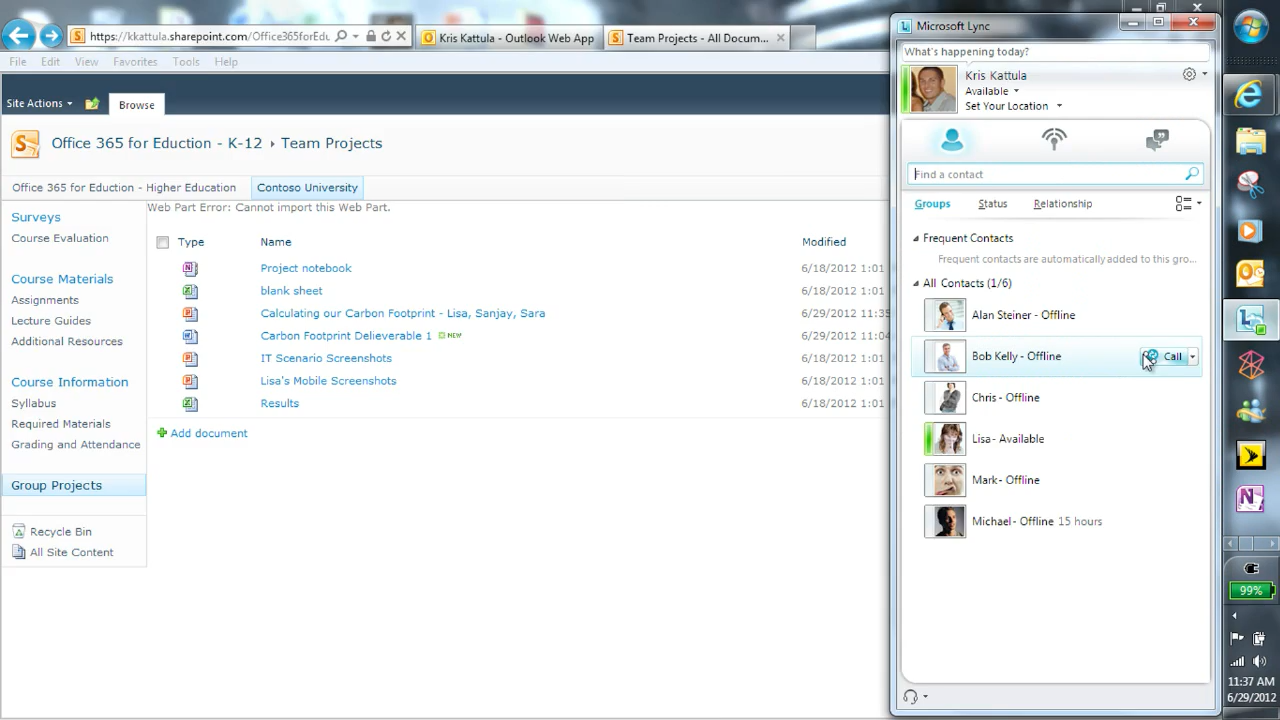 https://kkattula.sharepoint.com/Office365forEdu
Kris Kattula - Outlook Web App
Team Projects - All Docum...
File Edit View Favorites Tools Help
Site Actions
Browse
Office 365 for Eduction - K-12 › Team Projects
Office 365 for Eduction - Higher Education
Contoso University
Surveys
Course Evaluation
Course Materials
Assignments
Lecture Guides
Additional Resources
Course Information
Syllabus
Required Materials
Grading and Attendance
Group Projects
Recycle Bin
All Site Content
Web Part Error: Cannot import this Web Part.
Type Name Modified
Project notebook 6/18/2012 1:01
blank sheet 6/18/2012 1:01
Calculating our Carbon Footprint - Lisa, Sanjay, Sara 6/29/2012 11:35
Carbon Footprint Delieverable 1 NEW 6/29/2012 11:04
IT Scenario Screenshots 6/18/2012 1:01
Lisa's Mobile Screenshots 6/18/2012 1:01
Results 6/18/2012 1:01
Add document
Microsoft Lync
What's happening today?
Kris Kattula
Available
Set Your Location
Find a contact
Groups Status Relationship
Frequent Contacts
Frequent contacts are automatically added to this gro...
All Contacts (1/6)
Alan Steiner - Offline
Bob Kelly - Offline Call
Chris - Offline
Lisa - Available
Mark - Offline
Michael - Offline 15 hours
99%
11:37 AM
6/29/2012